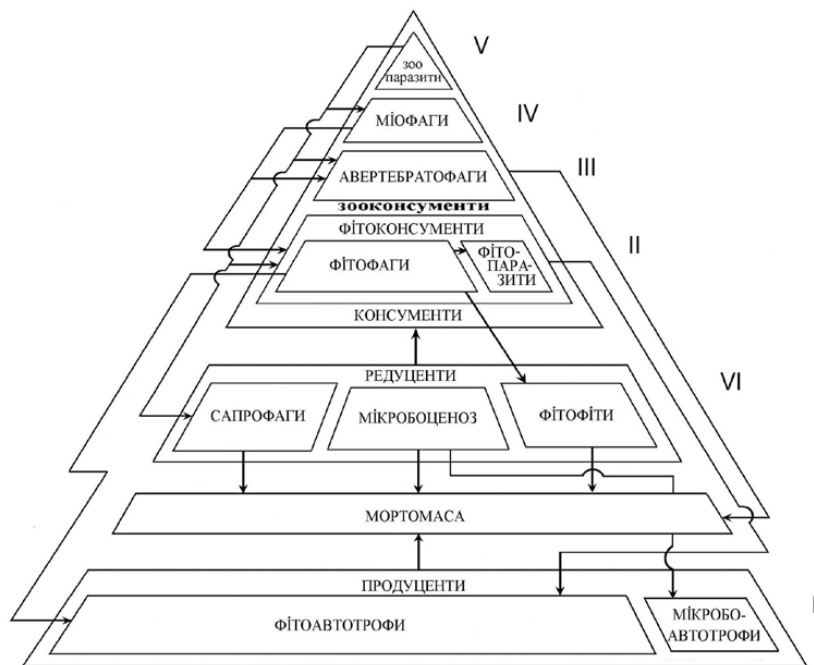 V
зоо
паразити
IV
МІОФАГИ
III
АВЕРТЕБРАТОФАГИ
зооконсументи
II
ФІТОКОНСУМЕНТИ
ФІТОФАГИ
ФІТО-
ПАРА-
ЗИТИ
КОНСУМЕНТИ
VI
РЕДУЦЕНТИ
САПРОФАГИ
МІКРОБОЦЕНОЗ
ФІТОФІТИ
МОРТОМАСА
ПРОДУЦЕНТИ
I
ФІТОАВТОТРОФИ
МІКРОБО-
АВТОТРОФИ